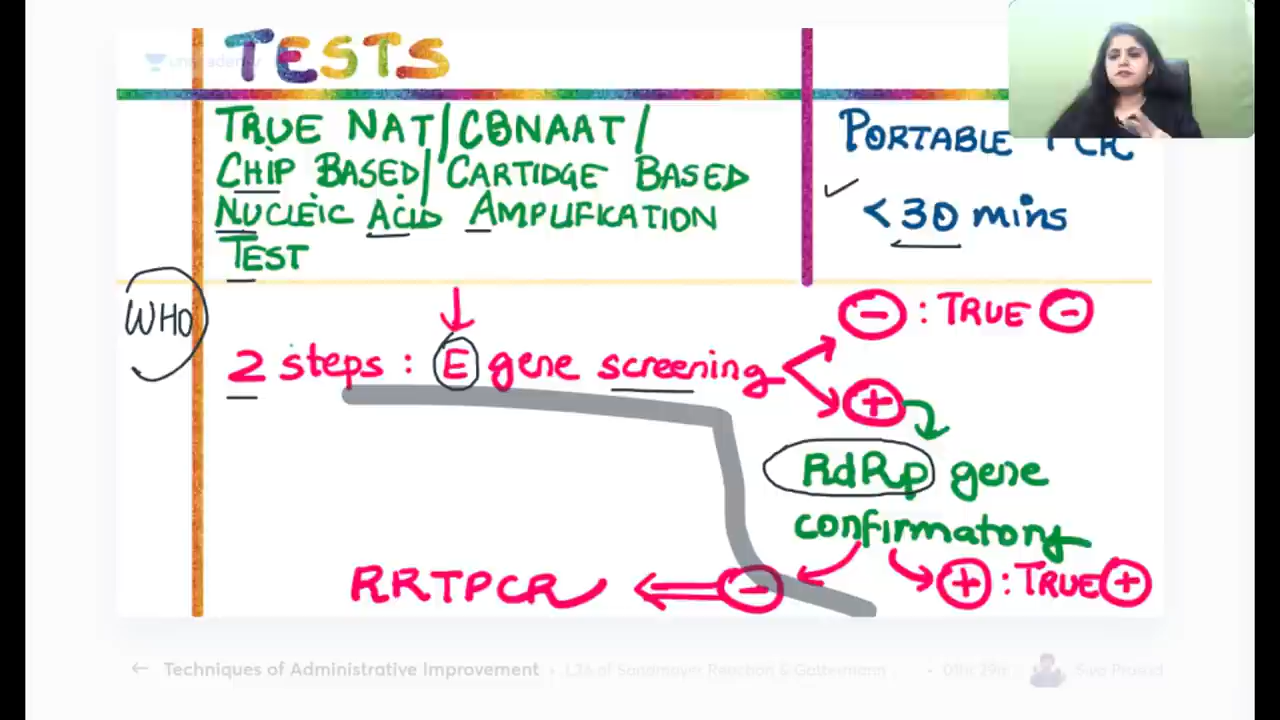 TESTS
TRUE NAT/CBNAAT/
CHIP BASED/ CARTIDGE BASED
NUCLEIC ACID AMPLIFICATION
TEST
PORTABLE PCR
< 30 mins
WHO
2 steps : E gene screening
- : TRUE -
+
RdRp gene
confirmatory
RRTPCR
-
+ : TRUE +
← Techniques of Administrative Improvement